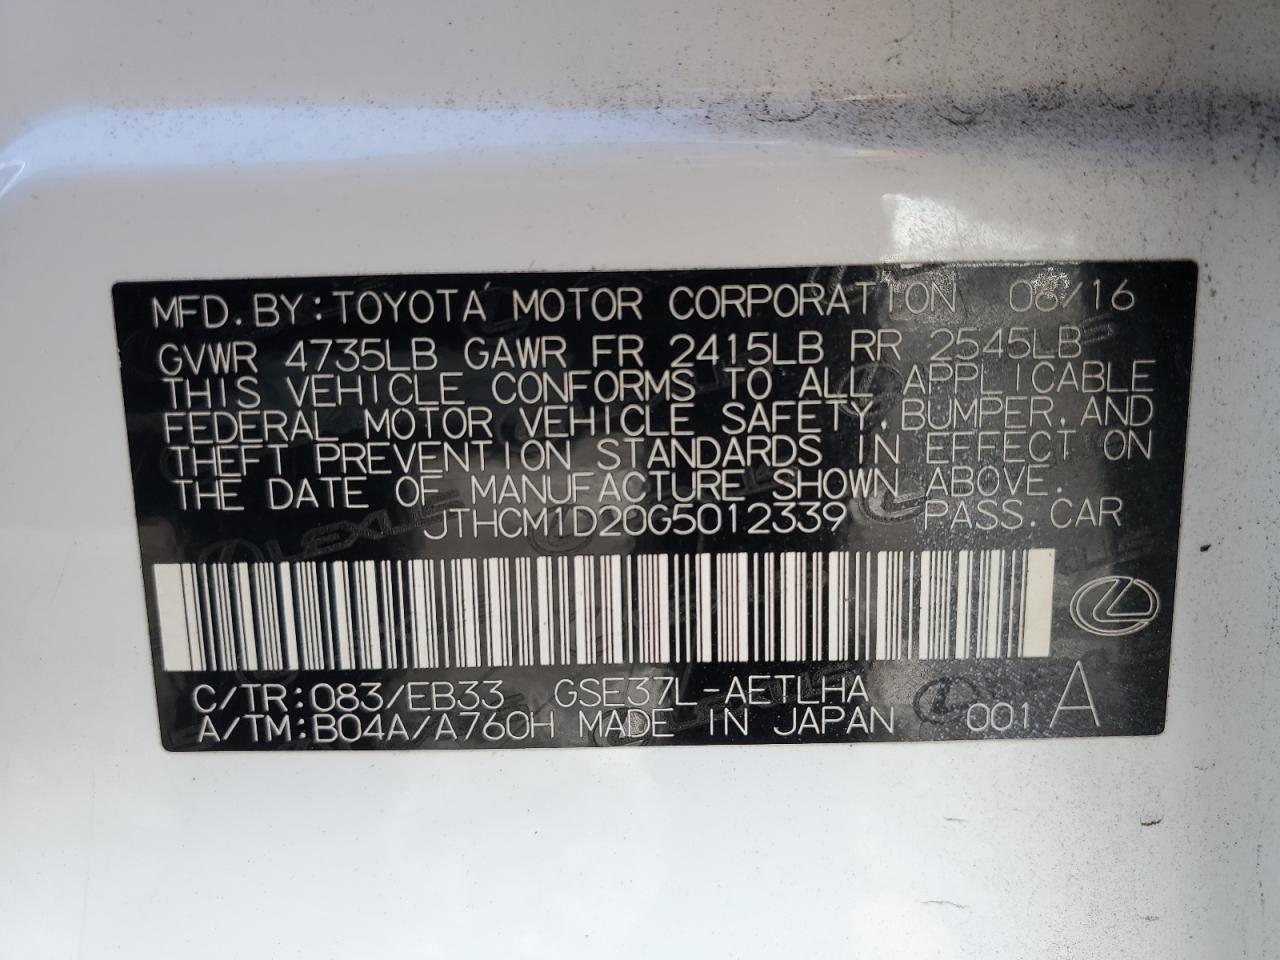 MFD.BY:TOYOTA MOTOR CORPORATION 06/16
GVWR 4735LB GAWR FR 2415LB RR 2545LB
THIS VEHICLE CONFORMS TO ALL APPLICABLE
FEDERAL MOTOR VEHICLE SAFETY,BUMPER,AND
THEFT PREVENTION STANDARDS IN EFFECT ON
THE DATE OF MANUFACTURE SHOWN ABOVE.
JTHCM1D20G5012339 PASS.CAR
C/TR:083/EB33 GSE37L-AETLHA
A/TM:B04A/A760H MADE IN JAPAN 001 A